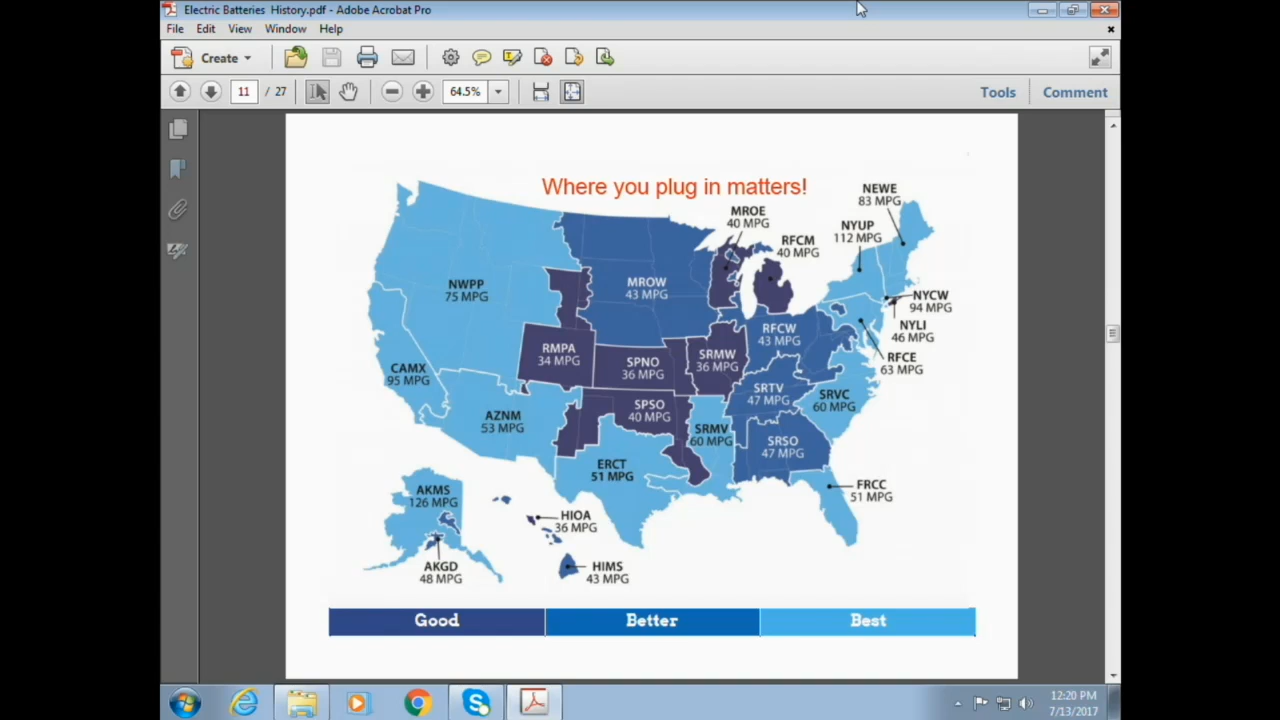 Electric Batteries History.pdf - Adobe Acrobat Pro
File Edit View Window Help
Create
11 / 27
64.5%
Tools
Comment
Where you plug in matters!
NEWE
83 MPG
MROE
40 MPG
NYUP
112 MPG
RFCM
40 MPG
NWPP
75 MPG
MROW
43 MPG
NYCW
94 MPG
NYLI
46 MPG
RFCW
43 MPG
RFCE
63 MPG
RMPA
34 MPG
SPNO
36 MPG
SRMW
36 MPG
CAMX
95 MPG
SRTV
47 MPG
SRVC
60 MPG
AZNM
53 MPG
SPSO
40 MPG
SRMV
60 MPG
SRSO
47 MPG
ERCT
51 MPG
FRCC
51 MPG
AKMS
126 MPG
HIOA
36 MPG
AKGD
48 MPG
HIMS
43 MPG
Good
Better
Best
12:20 PM
7/13/2017